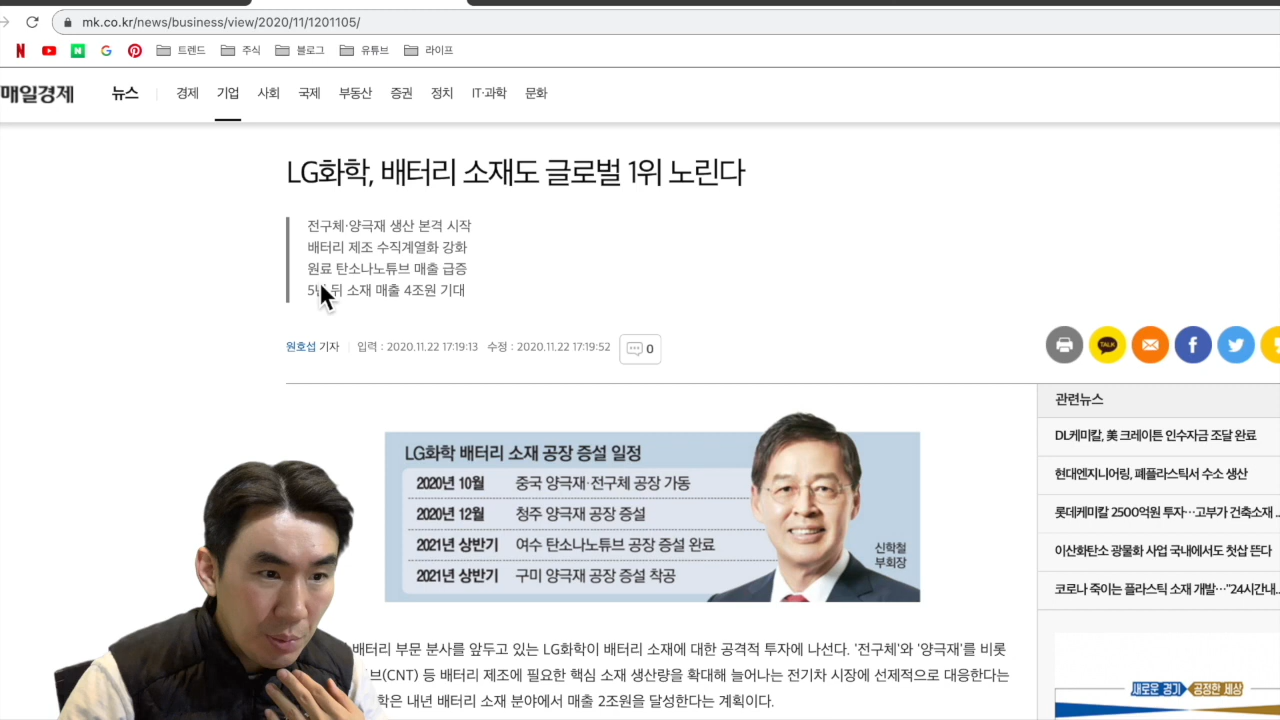 mk.co.kr/news/business/view/2020/11/1201105/
트렌드 주식 블로그 유튜브 라이프
매일경제 뉴스 경제 기업 사회 국제 부동산 증권 정치 IT·과학 문화
LG화학, 배터리 소재도 글로벌 1위 노린다
전구체·양극재 생산 본격 시작
배터리 제조 수직계열화 강화
원료 탄소나노튜브 매출 급증
뒤 소재 매출 4조원 기대
원호섭 기자 입력 : 2020.11.22 17:19:13 수정 : 2020.11.22 17:19:52 0
TALK
LG화학 배터리 소재 공장 증설 일정
2020년 10월 중국 양극재·전구체 공장 가동
2020년 12월 청주 양극재 공장 증설
2021년 상반기 여수 탄소나노튜브 공장 증설 완료
2021년 상반기 구미 양극재 공장 증설 착공
신학철
부회장
배터리 부문 분사를 앞두고 있는 LG화학이 배터리 소재에 대한 공격적 투자에 나선다. '전구체'와 '양극재'를 비롯
브(CNT) 등 배터리 제조에 필요한 핵심 소재 생산량을 확대해 늘어나는 전기차 시장에 선제적으로 대응한다는
학은 내년 배터리 소재 분야에서 매출 2조원을 달성한다는 계획이다.
관련뉴스
DL케미칼, 美 크레이튼 인수자금 조달 완료
현대엔지니어링, 폐플라스틱서 수소 생산
롯데케미칼 2500억원 투자…고부가 건축소재 ..
이산화탄소 광물화 사업 국내에서도 첫삽 뜬다
코로나 죽이는 플라스틱 소재 개발…"24시간내..
새로운 경기 공정한 세상